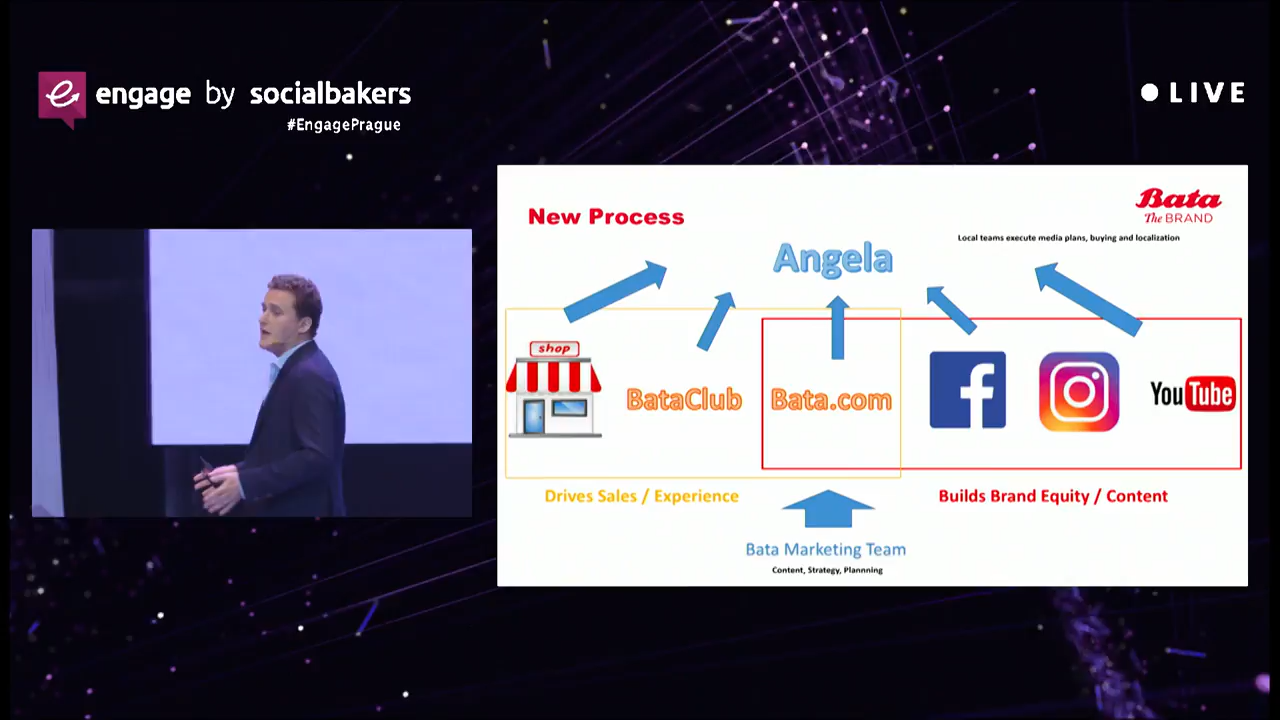 engage by socialbakers
#EngagePrague
LIVE
New Process
Bata
The BRAND
Local teams execute media plans, buying and localization
Angela
shop
BataClub
Bata.com
f
YouTube
Drives Sales / Experience
Builds Brand Equity / Content
Bata Marketing Team
Content, Strategy, Plannning